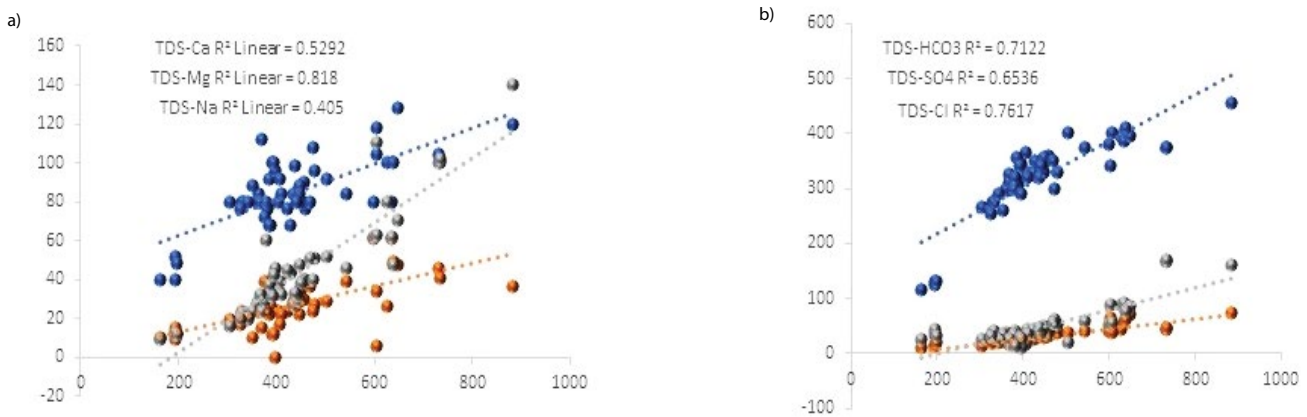 a)
TDS-Ca R² Linear = 0.5292
TDS-Mg R² Linear = 0.818
TDS-Na R² Linear = 0.405
160
140
120
100
80
60
40
20
0
-20
0 200 400 600 800 1000
b)
TDS-HCO3 R² = 0.7122
TDS-SO4 R² = 0.6536
TDS-Cl R² = 0.7617
600
500
400
300
200
100
0
-100
0 200 400 600 800 1000